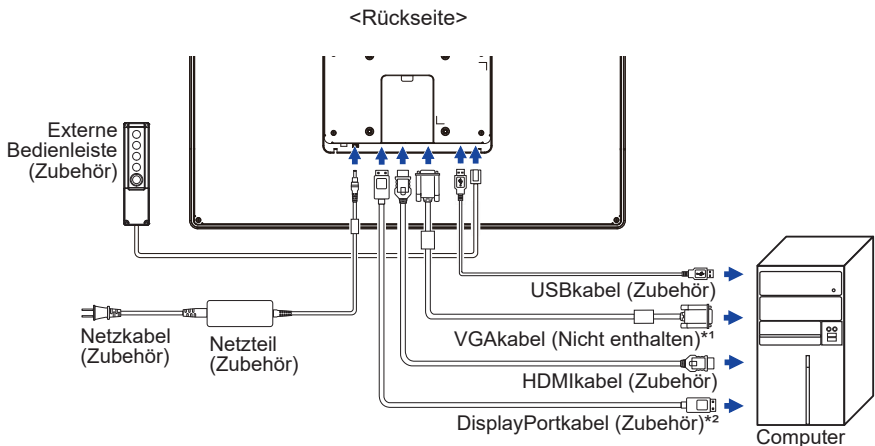 <Rückseite>
Externe
Bedienleiste
(Zubehör)
USBkabel (Zubehör)
Netzkabel
(Zubehör)
Netzteil
(Zubehör)
VGAkabel (Nicht enthalten)*1
HDMIkabel (Zubehör)
DisplayPortkabel (Zubehör)*2
Computer